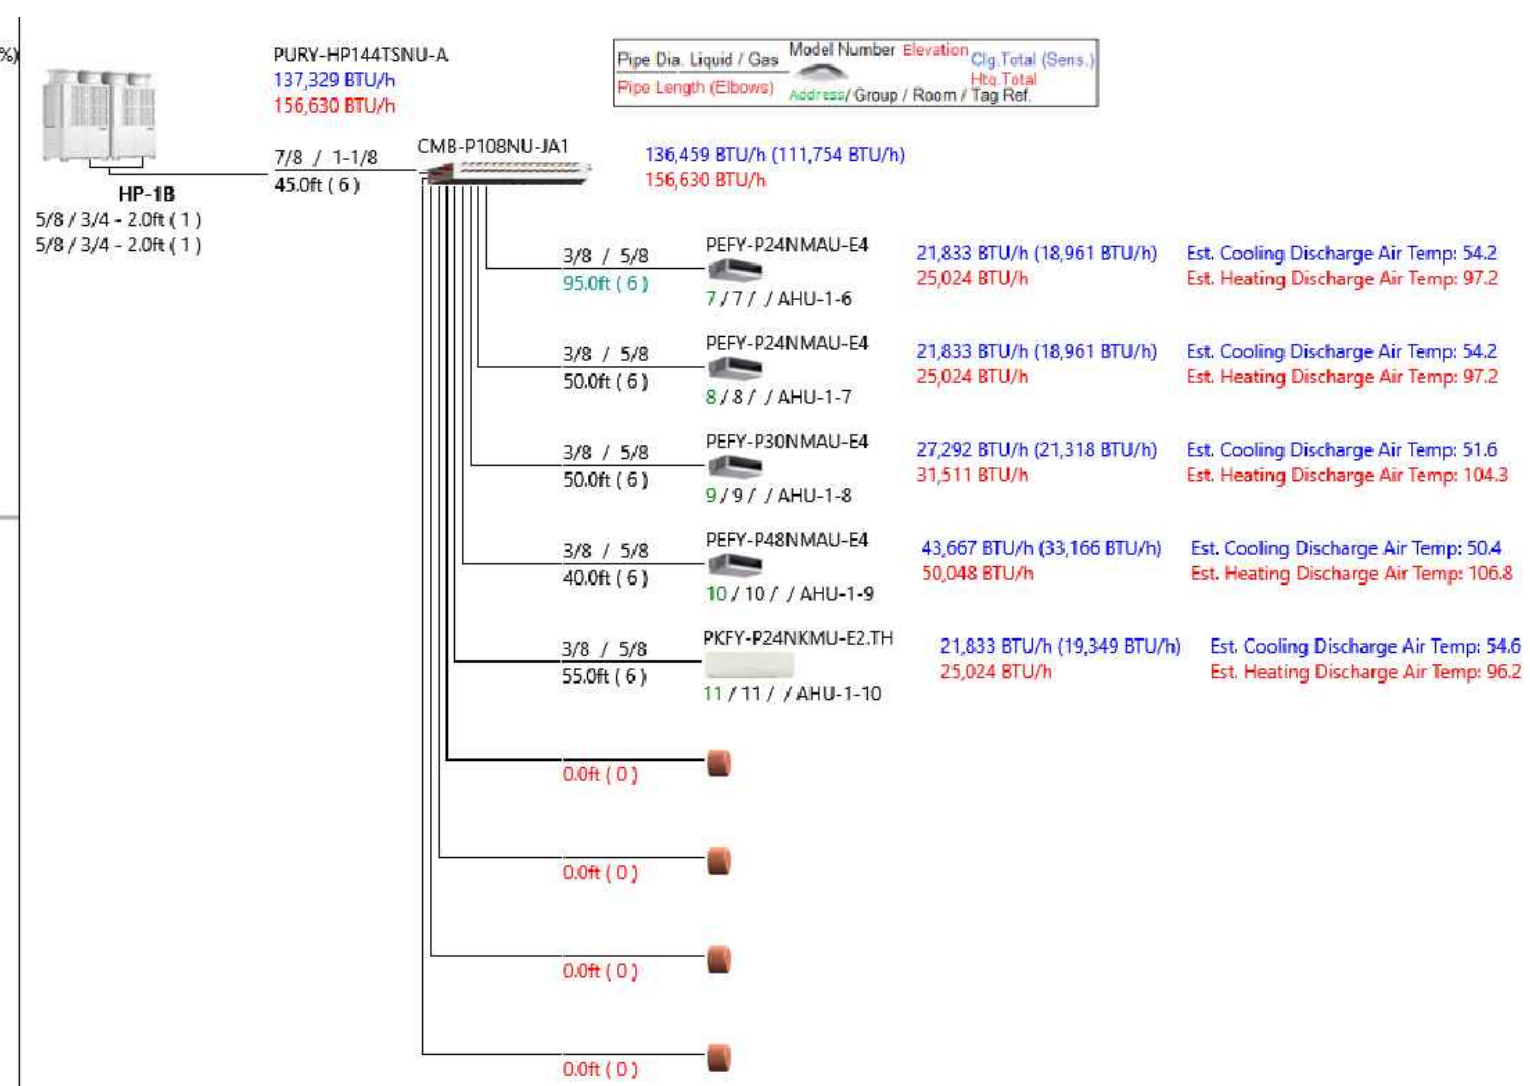 %)
PURY-HP144TSNU-A
137,329 BTU/h
156,630 BTU/h
Pipe Dia. Liquid / Gas
Pipe Length (Elbows)
Model Number Elevation
Clg.Total (Sens.)
Htg.Total
Address/ Group / Room / Tag Ref.
7/8 / 1-1/8
45.0ft ( 6 )
CMB-P108NU-JA1
136,459 BTU/h (111,754 BTU/h)
156,630 BTU/h
HP-1B
5/8 / 3/4 - 2.0ft ( 1 )
5/8 / 3/4 - 2.0ft ( 1 )
3/8 / 5/8
95.0ft ( 6 )
PEFY-P24NMAU-E4
7 / 7 / / AHU-1-6
21,833 BTU/h (18,961 BTU/h)
25,024 BTU/h
Est. Cooling Discharge Air Temp: 54.2
Est. Heating Discharge Air Temp: 97.2
3/8 / 5/8
50.0ft ( 6 )
PEFY-P24NMAU-E4
8 / 8 / / AHU-1-7
21,833 BTU/h (18,961 BTU/h)
25,024 BTU/h
Est. Cooling Discharge Air Temp: 54.2
Est. Heating Discharge Air Temp: 97.2
3/8 / 5/8
50.0ft ( 6 )
PEFY-P30NMAU-E4
9 / 9 / / AHU-1-8
27,292 BTU/h (21,318 BTU/h)
31,511 BTU/h
Est. Cooling Discharge Air Temp: 51.6
Est. Heating Discharge Air Temp: 104.3
3/8 / 5/8
40.0ft ( 6 )
PEFY-P48NMAU-E4
10 / 10 / / AHU-1-9
43,667 BTU/h (33,166 BTU/h)
50,048 BTU/h
Est. Cooling Discharge Air Temp: 50.4
Est. Heating Discharge Air Temp: 106.8
3/8 / 5/8
55.0ft ( 6 )
PKFY-P24NKMU-E2.TH
11 / 11 / / AHU-1-10
21,833 BTU/h (19,349 BTU/h)
25,024 BTU/h
Est. Cooling Discharge Air Temp: 54.6
Est. Heating Discharge Air Temp: 96.2
0.0ft ( 0 )
0.0ft ( 0 )
0.0ft ( 0 )
0.0ft ( 0 )